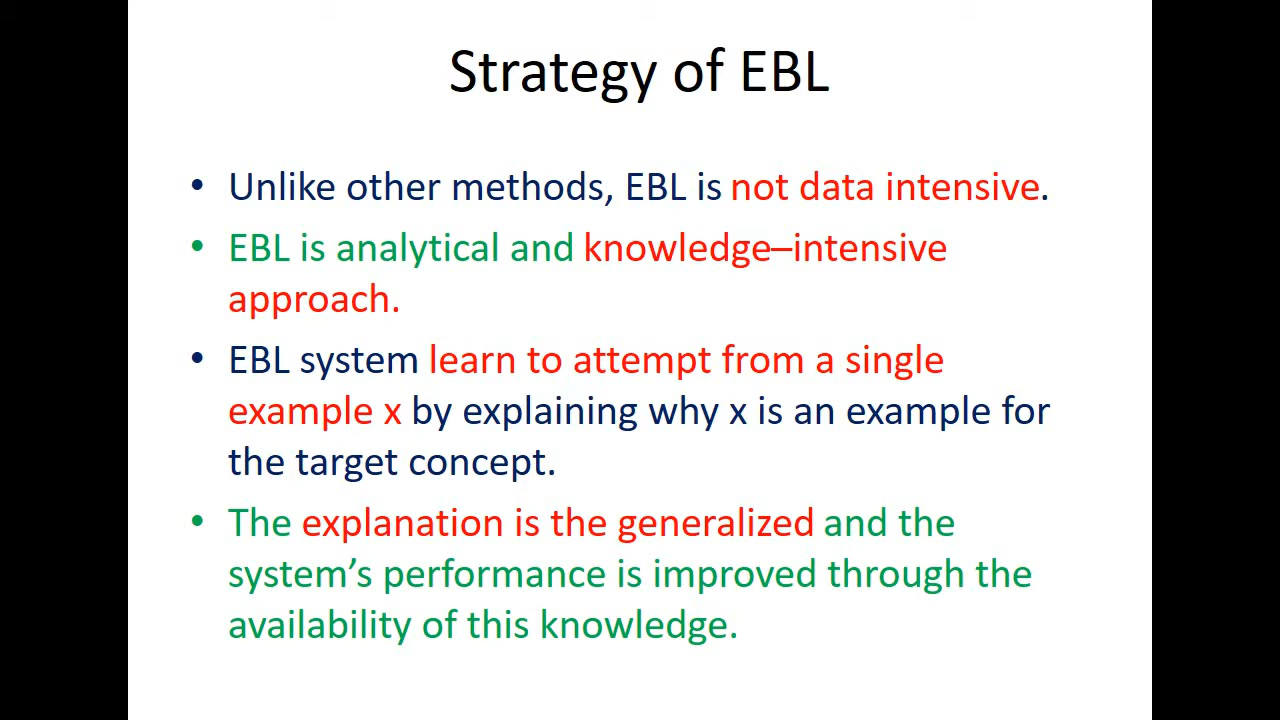 Strategy of EBL
• Unlike other methods, EBL is not data intensive.
• EBL is analytical and knowledge–intensive
approach.
• EBL system learn to attempt from a single
example x by explaining why x is an example for
the target concept.
• The explanation is the generalized and the
system’s performance is improved through the
availability of this knowledge.